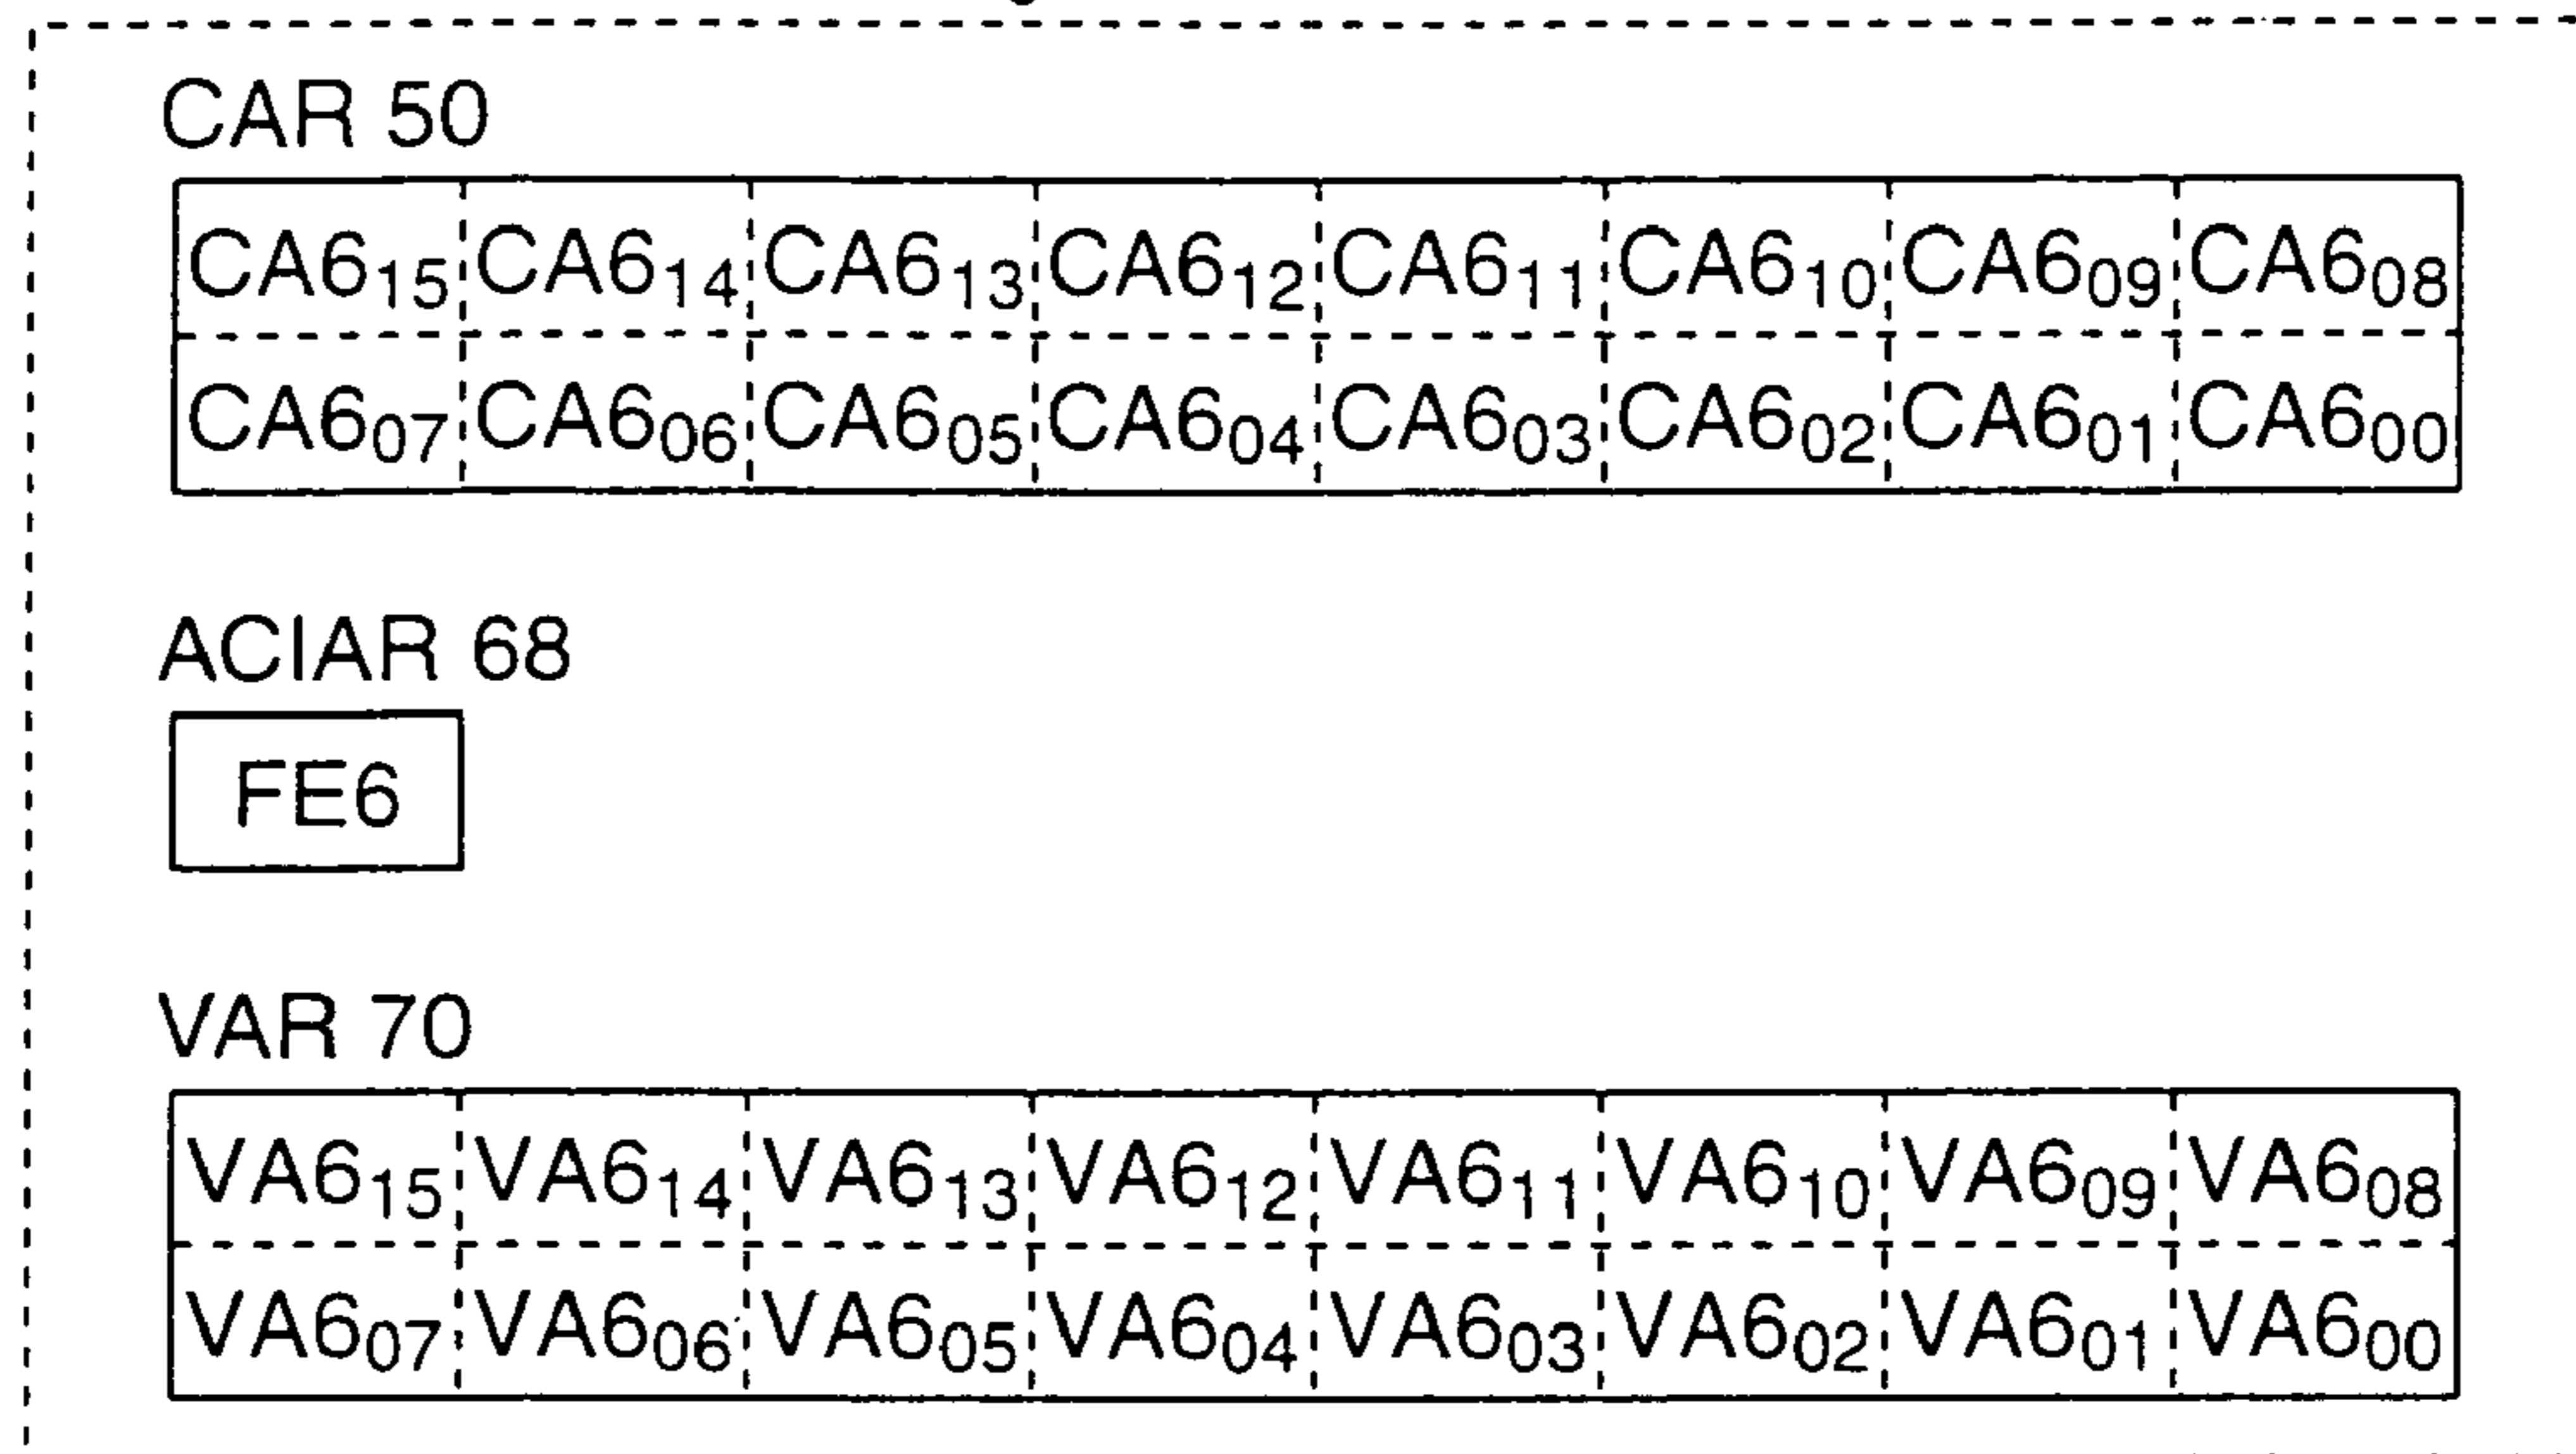 CAR 50
CA6₁₅ CA6₁₄ CA6₁₃ CA6₁₂ CA6₁₁ CA6₁₀ CA6₀₉ CA6₀₈
CA6₀₇ CA6₀₆ CA6₀₅ CA6₀₄ CA6₀₃ CA6₀₂ CA6₀₁ CA6₀₀
ACIAR 68
FE6
VAR 70
VA6₁₅ VA6₁₄ VA6₁₃ VA6₁₂ VA6₁₁ VA6₁₀ VA6₀₉ VA6₀₈
VA6₀₇ VA6₀₆ VA6₀₅ VA6₀₄ VA6₀₃ VA6₀₂ VA6₀₁ VA6₀₀